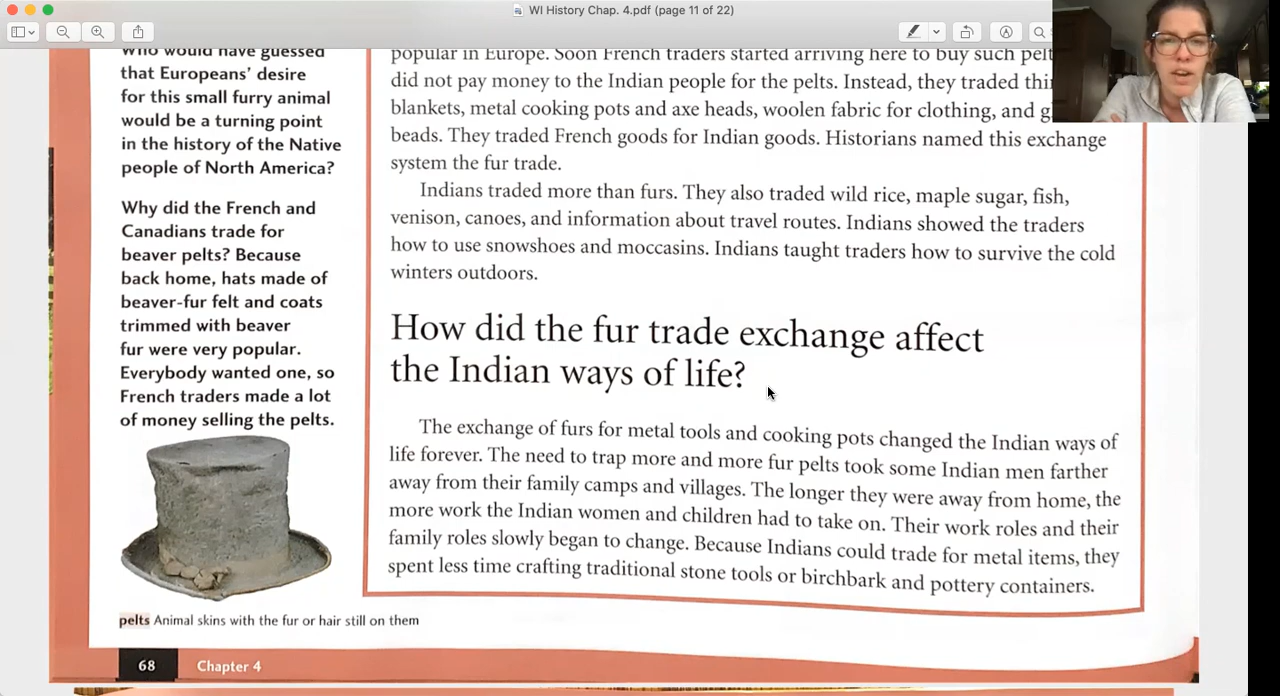 WI History Chap. 4.pdf (page 11 of 22)
Who would have guessed
that Europeans' desire
for this small furry animal
would be a turning point
in the history of the Native
people of North America?
Why did the French and
Canadians trade for
beaver pelts? Because
back home, hats made of
beaver-fur felt and coats
trimmed with beaver
fur were very popular.
Everybody wanted one, so
French traders made a lot
of money selling the pelts.
popular in Europe. Soon French traders started arriving here to buy such
did not pay money to the Indian people for the pelts. Instead, they traded
blankets, metal cooking pots and axe heads, woolen fabric for clothing, and
beads. They traded French goods for Indian goods. Historians named this exchange
system the fur trade.
Indians traded more than furs. They also traded wild rice, maple sugar, fish,
venison, canoes, and information about travel routes. Indians showed the traders
how to use snowshoes and moccasins. Indians taught traders how to survive the cold
winters outdoors.
How did the fur trade exchange affect
the Indian ways of life?
The exchange of furs for metal tools and cooking pots changed the Indian ways of
life forever. The need to trap more and more fur pelts took some Indian men farther
away from their family camps and villages. The longer they were away from home, the
more work the Indian women and children had to take on. Their work roles and their
family roles slowly began to change. Because Indians could trade for metal items, they
spent less time crafting traditional stone tools or birchbark and pottery containers.
pelts Animal skins with the fur or hair still on them
68 Chapter 4